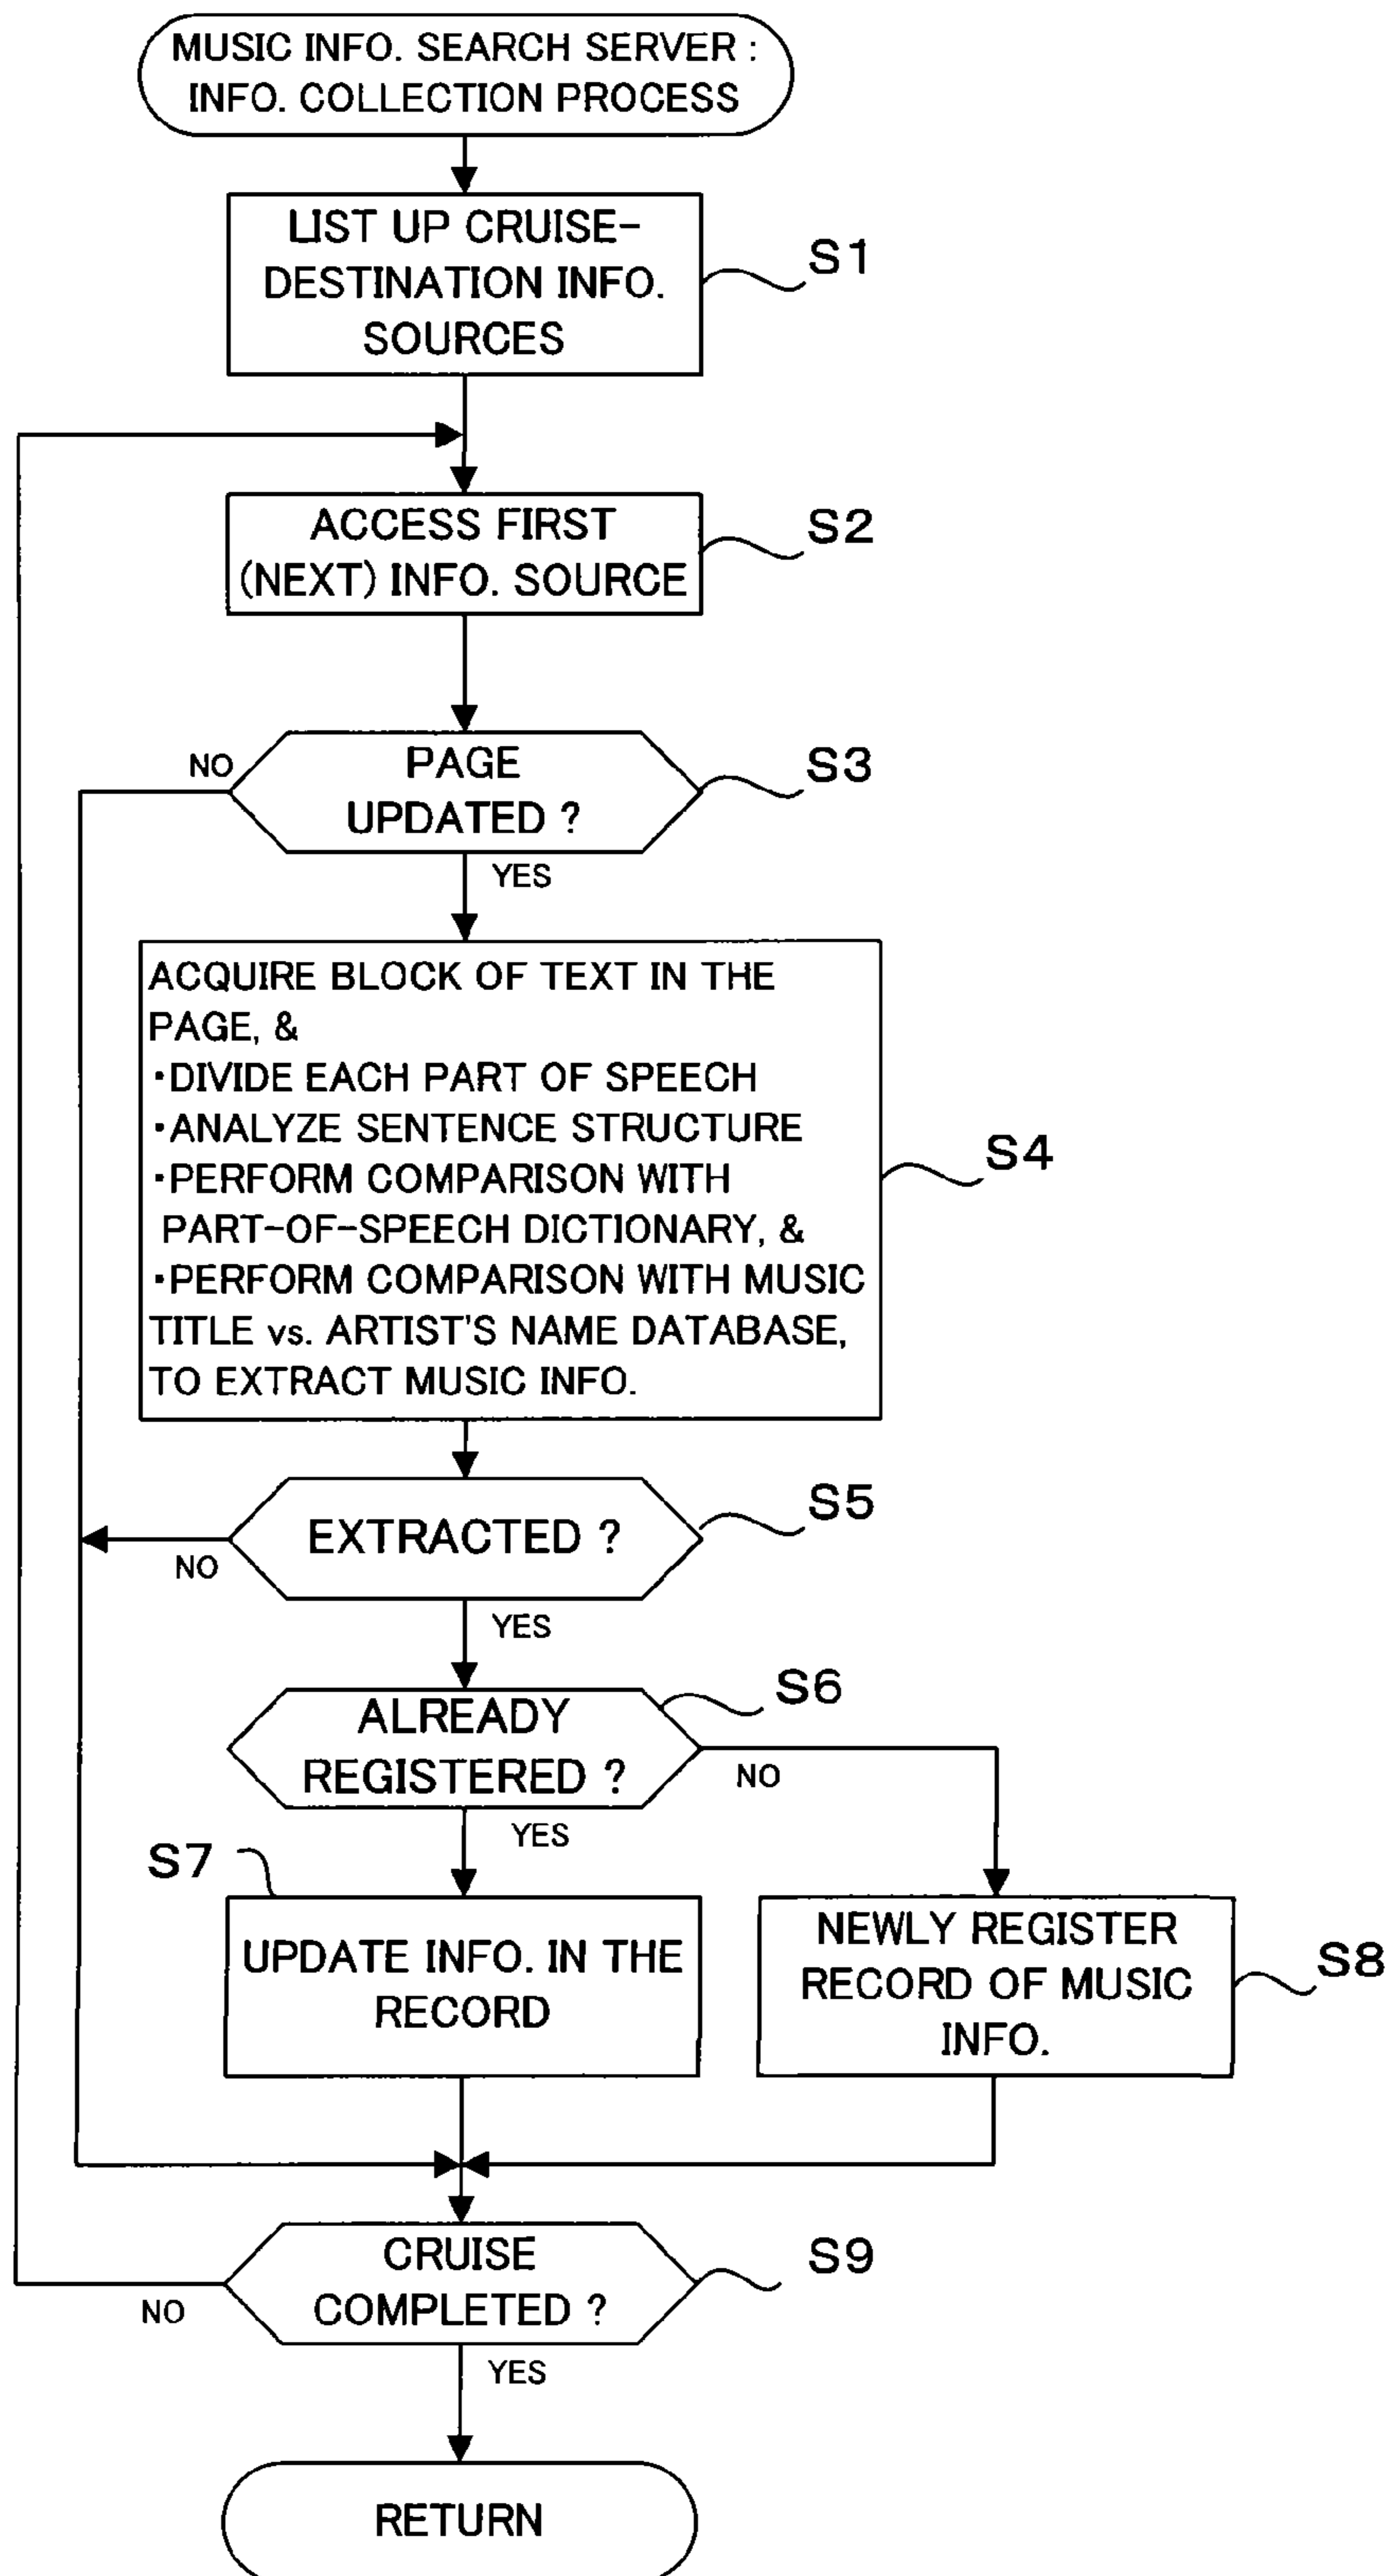 MUSIC INFO. SEARCH SERVER :
INFO. COLLECTION PROCESS
LIST UP CRUISE-
DESTINATION INFO.
SOURCES
S1
ACCESS FIRST
(NEXT) INFO. SOURCE
S2
PAGE
UPDATED ?
S3
NO
YES
ACQUIRE BLOCK OF TEXT IN THE
PAGE, &
・DIVIDE EACH PART OF SPEECH
・ANALYZE SENTENCE STRUCTURE
・PERFORM COMPARISON WITH
PART-OF-SPEECH DICTIONARY, &
・PERFORM COMPARISON WITH MUSIC
TITLE vs. ARTIST'S NAME DATABASE,
TO EXTRACT MUSIC INFO.
S4
EXTRACTED ?
S5
NO
YES
ALREADY
REGISTERED ?
S6
NO
YES
S7
UPDATE INFO. IN THE
RECORD
NEWLY REGISTER
RECORD OF MUSIC
INFO.
S8
CRUISE
COMPLETED ?
S9
NO
YES
RETURN